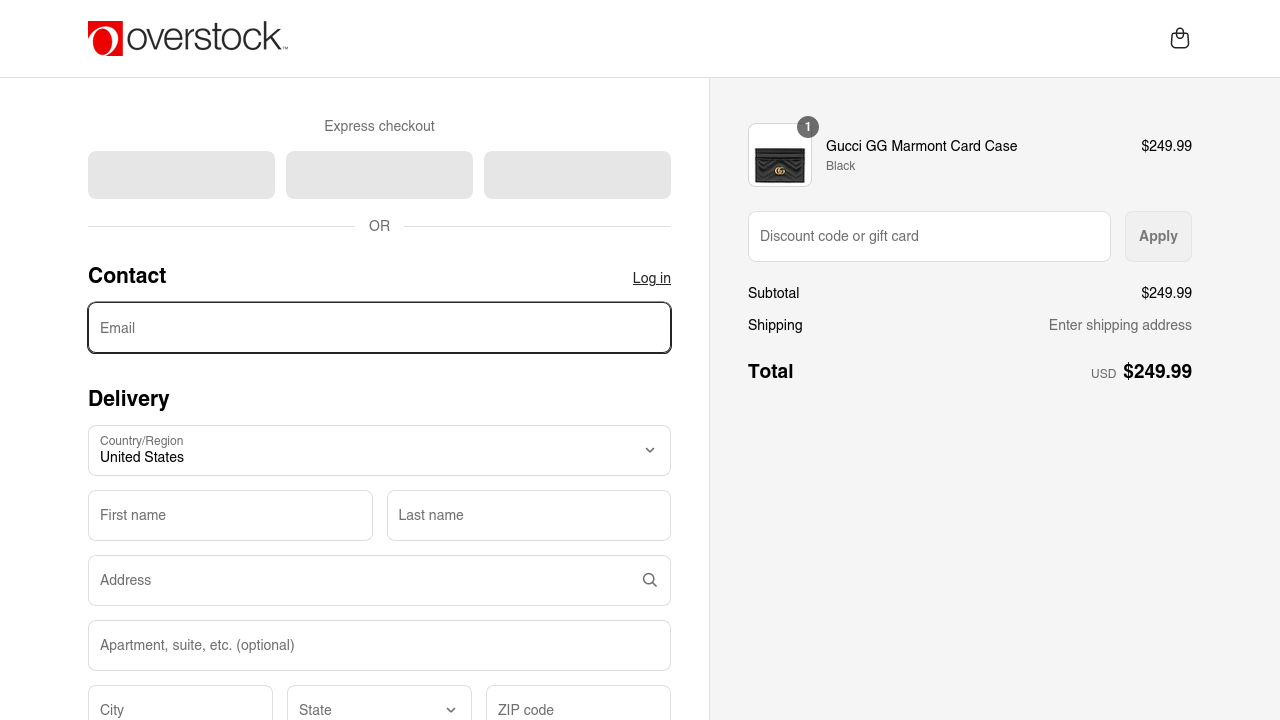 overstock™
Express checkout
OR
Contact
Log in
Email
Delivery
Country/Region
United States
First name
Last name
Address
Apartment, suite, etc. (optional)
City
State
ZIP code
1
Gucci GG Marmont Card Case
$249.99
Black
Discount code or gift card
Apply
Subtotal
$249.99
Shipping
Enter shipping address
Total
USD $249.99